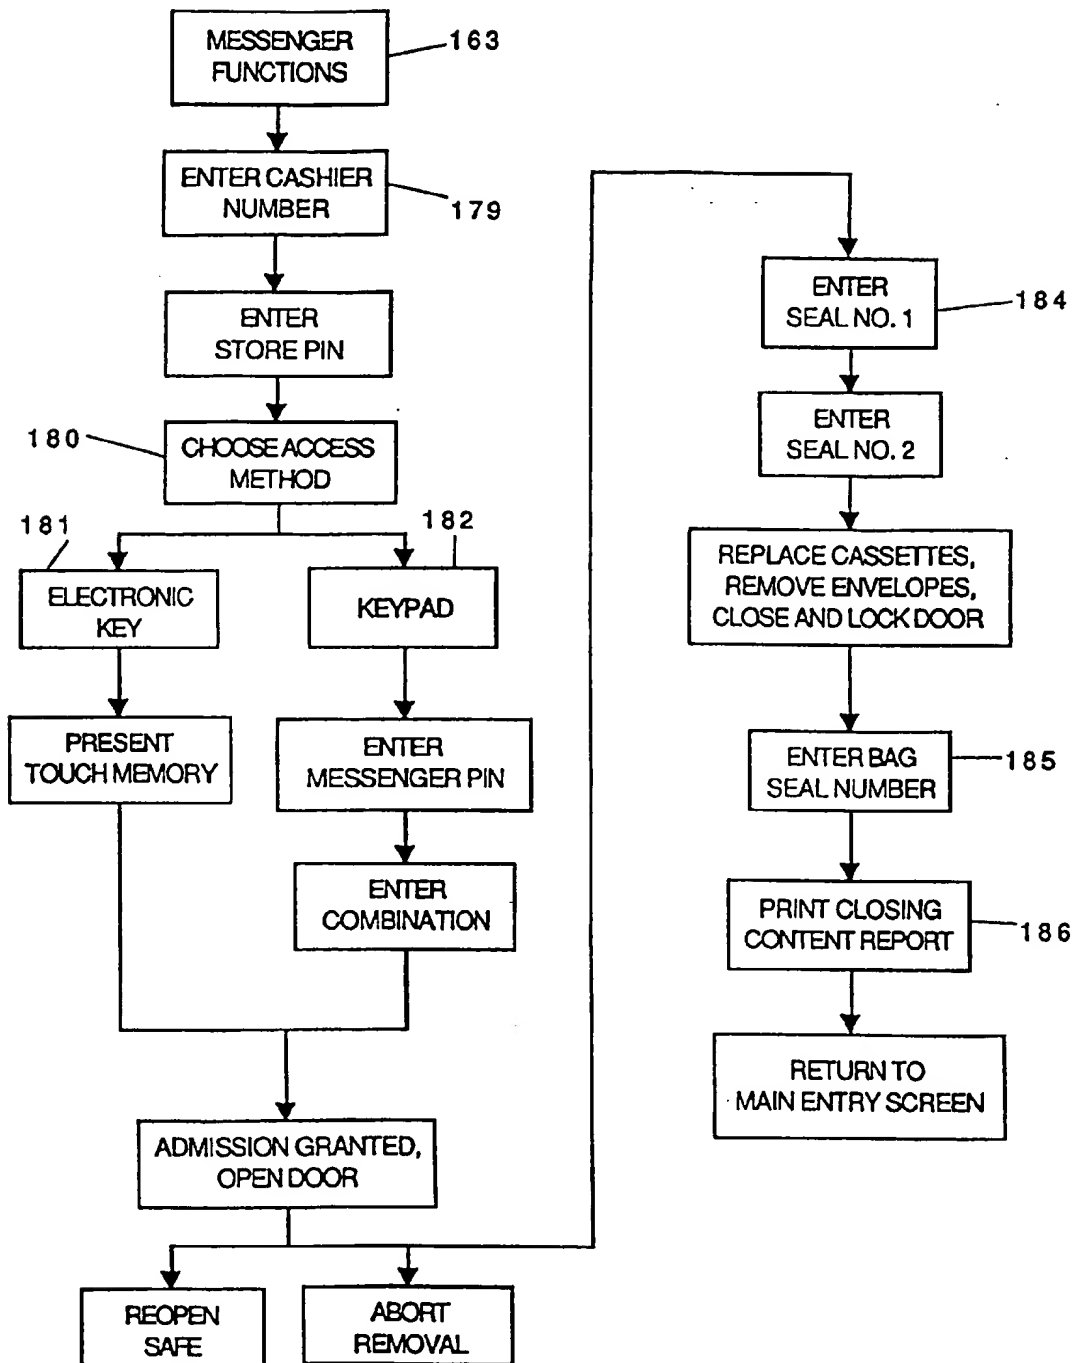 MESSENGER
FUNCTIONS
163
ENTER CASHIER
NUMBER
179
ENTER
STORE PIN
180
CHOOSE ACCESS
METHOD
181
ELECTRONIC
KEY
182
KEYPAD
PRESENT
TOUCH MEMORY
ENTER
MESSENGER PIN
ENTER
COMBINATION
ADMISSION GRANTED,
OPEN DOOR
REOPEN
SAFE
ABORT
REMOVAL
ENTER
SEAL NO. 1
184
ENTER
SEAL NO. 2
REPLACE CASSETTES,
REMOVE ENVELOPES,
CLOSE AND LOCK DOOR
ENTER BAG
SEAL NUMBER
185
PRINT CLOSING
CONTENT REPORT
186
RETURN TO
MAIN ENTRY SCREEN